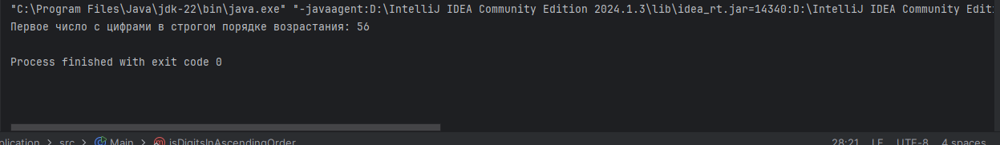 "C:\Program Files\Java\jdk-22\bin\java.exe" "-javaagent:D:\IntelliJ IDEA Community Edition 2024.1.3\lib\idea_rt.jar=14340:D:\IntelliJ IDEA Community Editi
Первое число с цифрами в строгом порядке возрастания: 56
Process finished with exit code 0
plication > src > Main > isDigitsInAscendingOrder 28:21 LF UTF-8 4 spaces